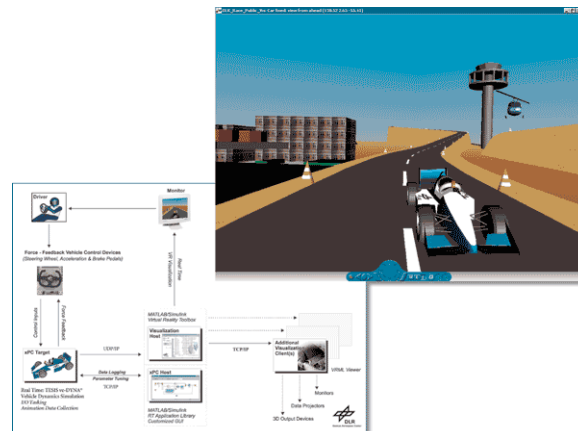 Driver
Monitor
Force - Feedback Vehicle Control Devices
(Steering Wheel, Acceleration & Brake Pedals)
Real Time
VR Visualization
Control Inputs
Force Feedback
MATLAB/Simulink
Virtual Reality Toolbox
Visualization
Host
UDP/IP
TCP/IP
Additional
Visualization
Client(s)
VRML Viewer
xPC Target
Data Logging
Parameter Tuning
TCP/IP
xPC Host
Real Time: TESIS ve-DYNA®
Vehicle Dynamics Simulation
I/O Tasking
Animation Data Collection
MATLAB/Simulink
RT Application Library
Customized GUI
Monitors
Data Projectors
3D Output Devices
DLR